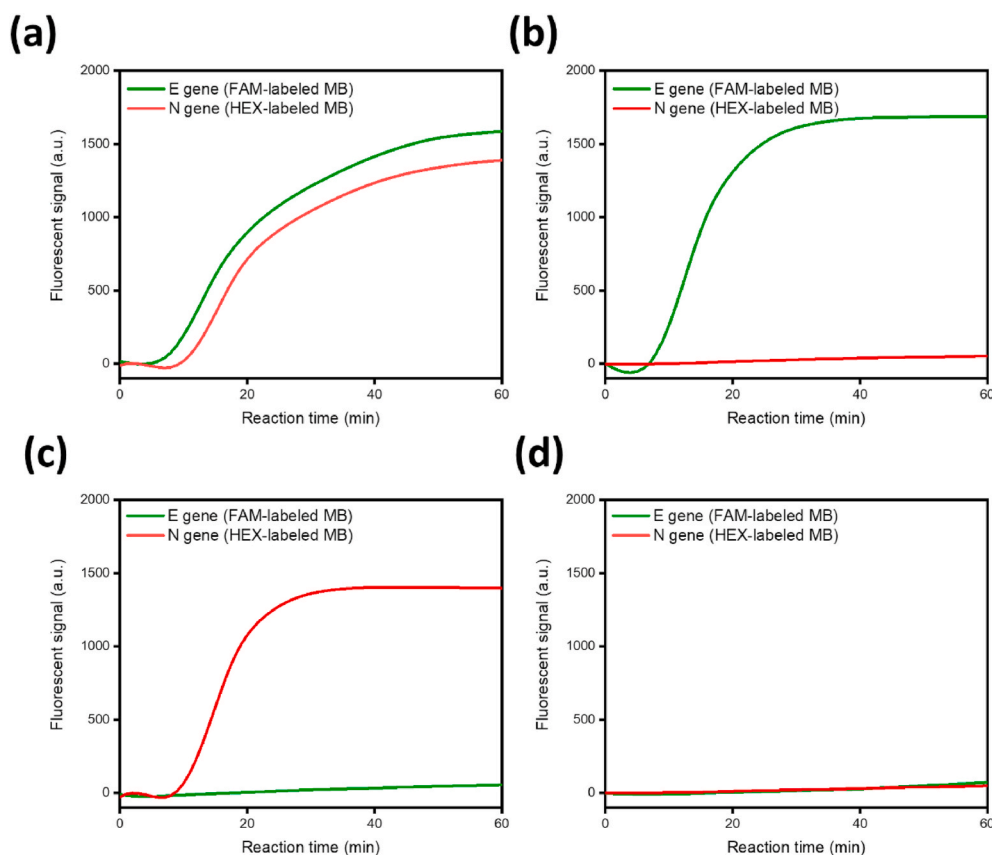 (a)
2000
1500
1000
500
0
Fluorescent signal (a.u.)
E gene (FAM-labeled MB)
N gene (HEX-labeled MB)
0 20 40 60
Reaction time (min)
(b)
2000
1500
1000
500
0
Fluorescent signal (a.u.)
E gene (FAM-labeled MB)
N gene (HEX-labeled MB)
0 20 40 60
Reaction time (min)
(c)
2000
1500
1000
500
0
Fluorescent signal (a.u.)
E gene (FAM-labeled MB)
N gene (HEX-labeled MB)
0 20 40 60
Reaction time (min)
(d)
2000
1500
1000
500
0
Fluorescent signal (a.u.)
E gene (FAM-labeled MB)
N gene (HEX-labeled MB)
0 20 40 60
Reaction time (min)